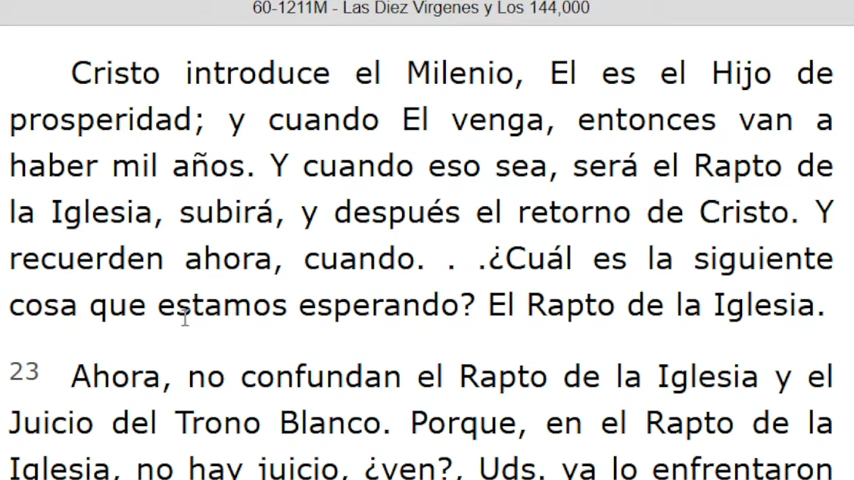 60-1211M - Las Diez Virgenes y Los 144,000
Cristo introduce el Milenio, El es el Hijo de
prosperidad; y cuando El venga, entonces van a
haber mil años. Y cuando eso sea, será el Rapto de
la Iglesia, subirá, y después el retorno de Cristo. Y
recuerden ahora, cuando. . .¿Cuál es la siguiente
cosa que estamos esperando? El Rapto de la Iglesia.
23 Ahora, no confundan el Rapto de la Iglesia y el
Juicio del Trono Blanco. Porque, en el Rapto de la
Iglesia, no hay juicio, ¿ven?, Uds. ya lo enfrentaron